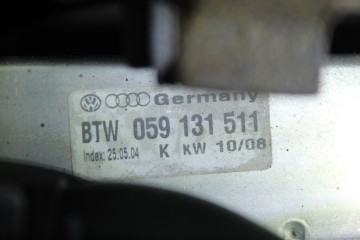 Germany
BTW 059 131 511
Index: 25.05.04 K KW 10/08